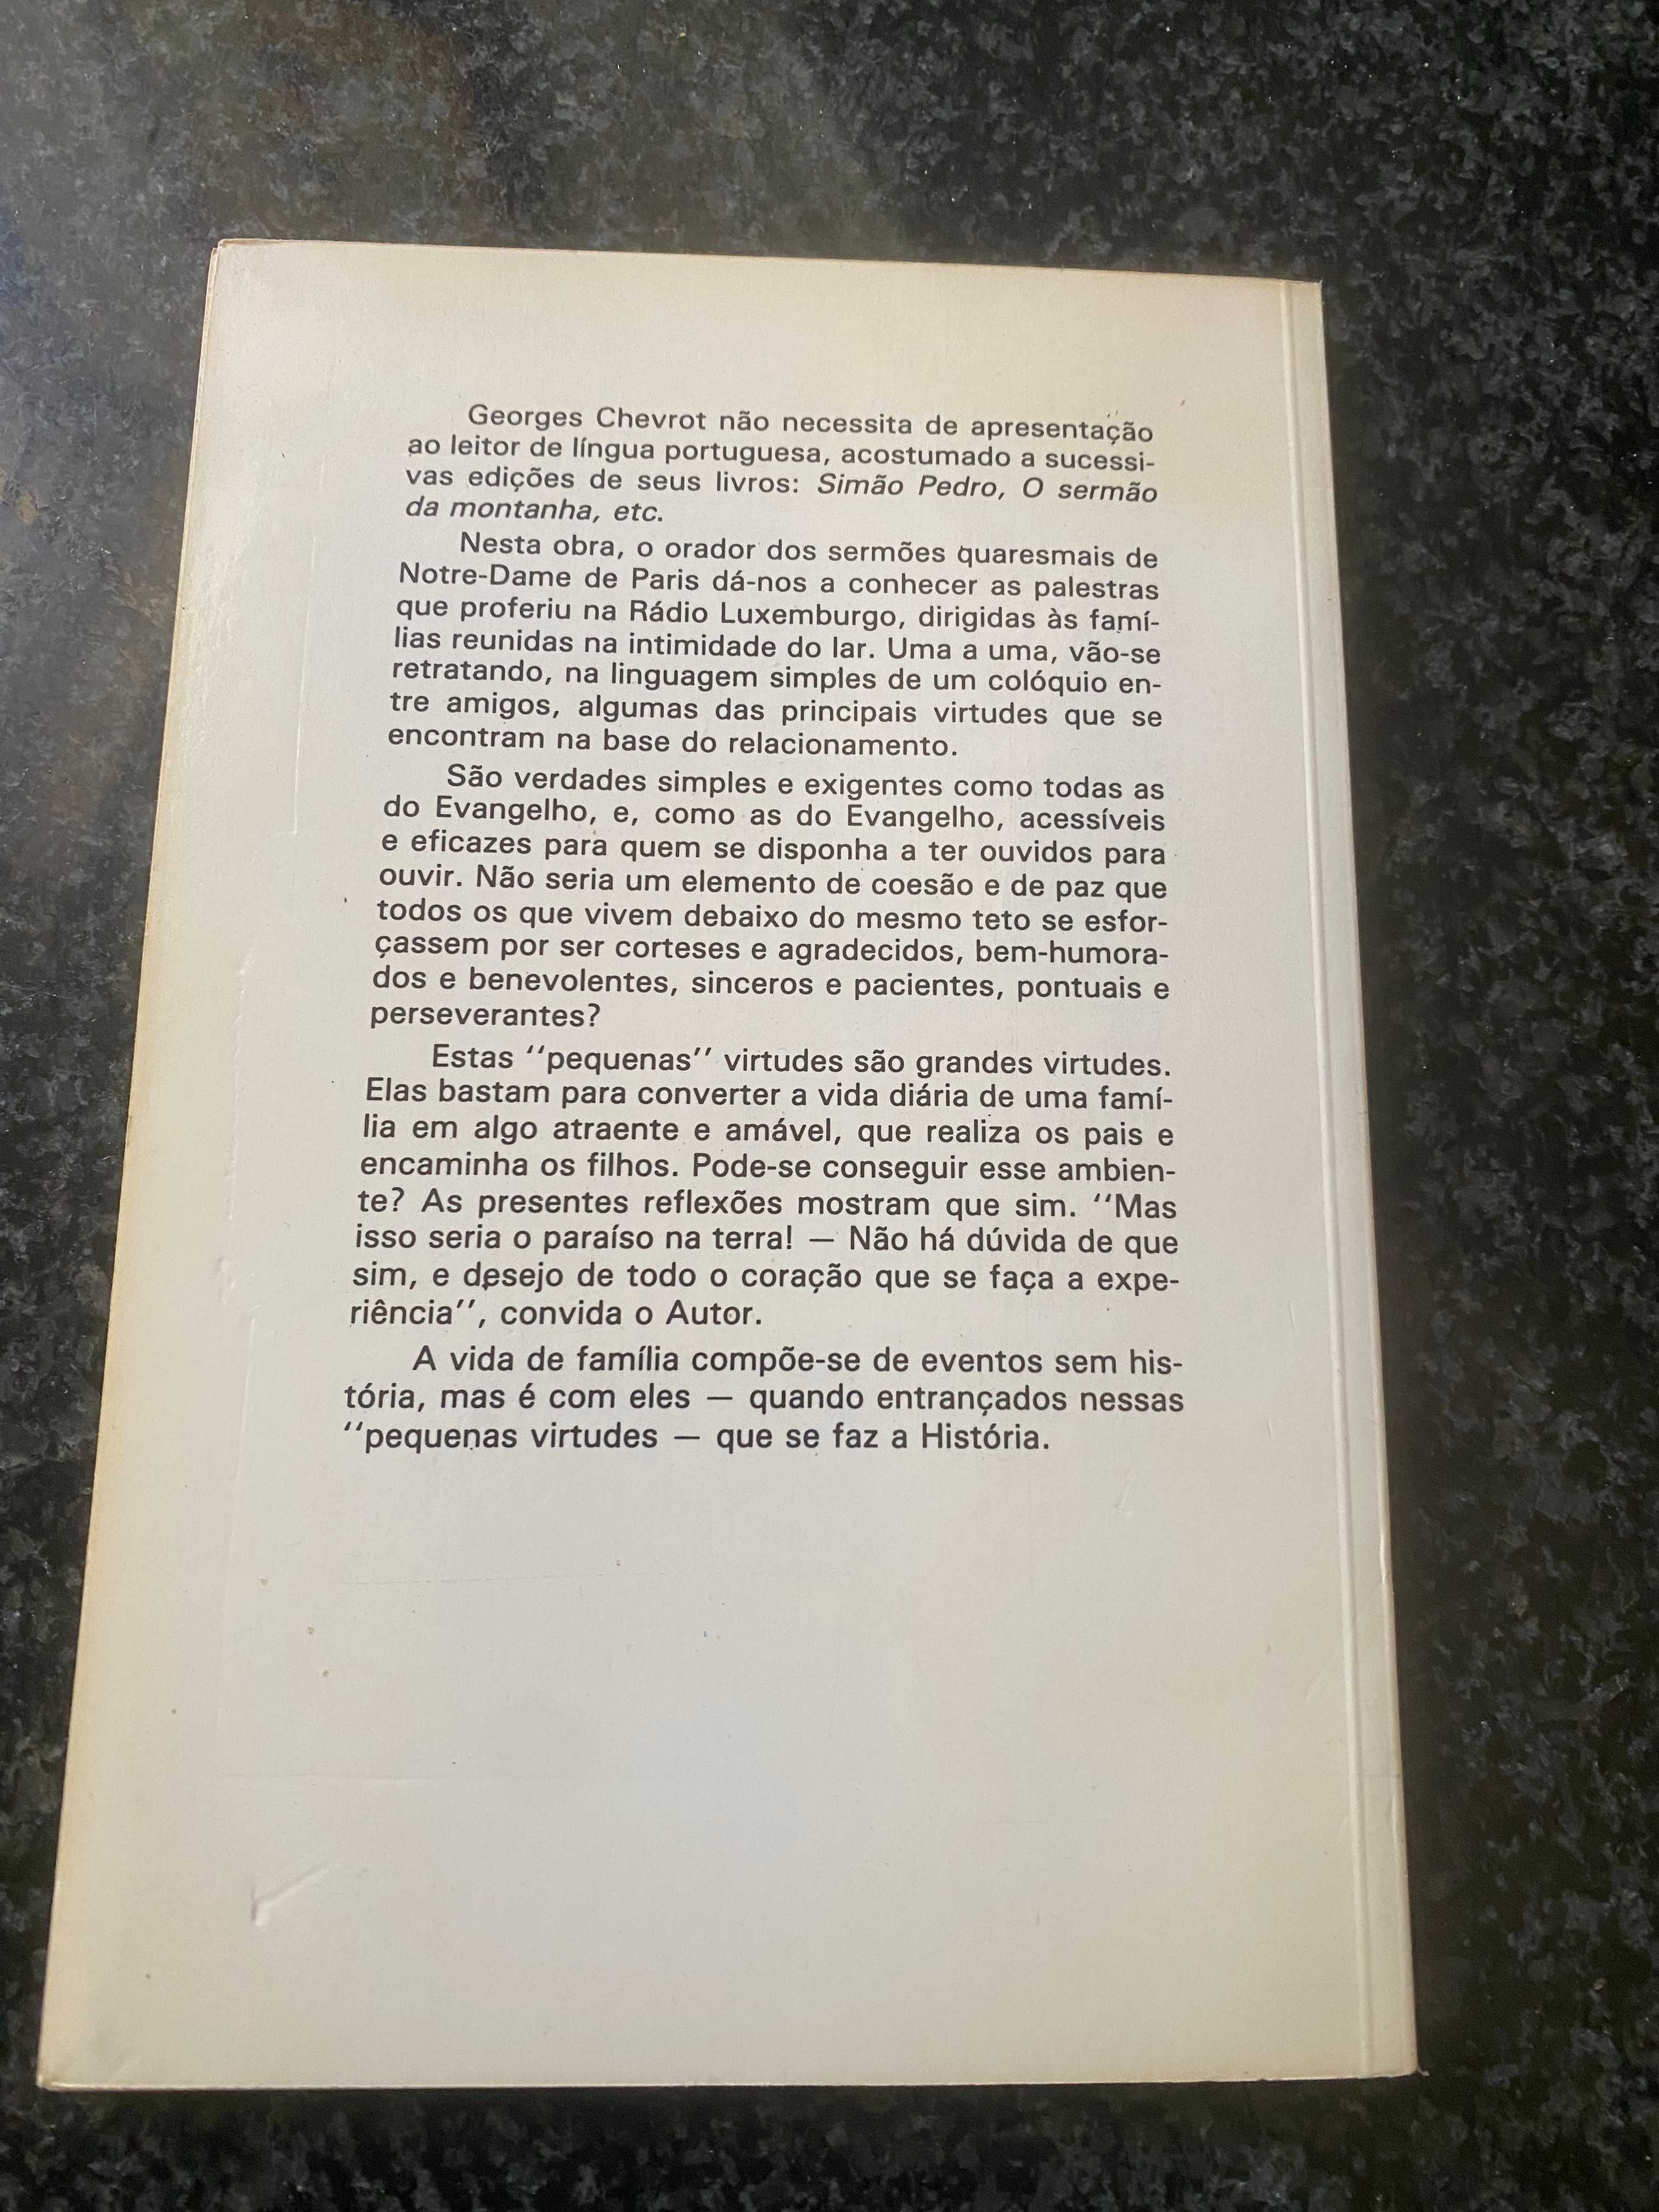 Georges Chevrot não necessita de apresentação
ao leitor de língua portuguesa, acostumado a sucessi-
vas edições de seus livros: Simão Pedro, O sermão
da montanha, etc.
Nesta obra, o orador dos sermões quaresmais de
Notre-Dame de Paris dá-nos a conhecer as palestras
que proferiu na Rádio Luxemburgo, dirigidas às famí-
lias reunidas na intimidade do lar. Uma a uma, vão-se
retratando, na linguagem simples de um colóquio en-
tre amigos, algumas das principais virtudes que se
encontram na base do relacionamento.
São verdades simples e exigentes como todas as
do Evangelho, e, como as do Evangelho, acessíveis
e eficazes para quem se disponha a ter ouvidos para
ouvir. Não seria um elemento de coesão e de paz que
todos os que vivem debaixo do mesmo teto se esfor-
çassem por ser corteses e agradecidos, bem-humora-
dos e benevolentes, sinceros e pacientes, pontuais e
perseverantes?
Estas ‘‘pequenas’’ virtudes são grandes virtudes.
Elas bastam para converter a vida diária de uma famí-
lia em algo atraente e amável, que realiza os pais e
encaminha os filhos. Pode-se conseguir esse ambien-
te? As presentes reflexões mostram que sim. ‘‘Mas
isso seria o paraíso na terra! — Não há dúvida de que
sim, e desejo de todo o coração que se faça a expe-
riência’’, convida o Autor.
A vida de família compõe-se de eventos sem his-
tória, mas é com eles — quando entrançados nessas
‘‘pequenas virtudes — que se faz a História.